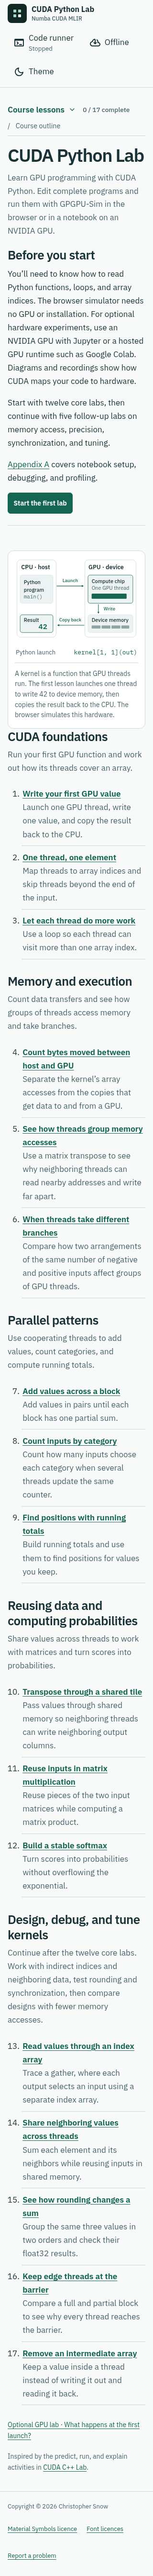 CUDA Python Lab
Numba CUDA MLIR
Code runner
Stopped
Offline
Theme
Course lessons
0 / 17 complete
/ Course outline
CUDA Python Lab
Learn GPU programming with CUDA
Python. Edit complete programs and
run them with GPGPU-Sim in the
browser or in a notebook on an
NVIDIA GPU.
Before you start
You'll need to know how to read
Python functions, loops, and array
indices. The browser simulator needs
no GPU or installation. For optional
hardware experiments, use an
NVIDIA GPU with Jupyter or a hosted
GPU runtime such as Google Colab.
Diagrams and recordings show how
CUDA maps your code to hardware.
Start with twelve core labs, then
continue with five follow-up labs on
memory access, precision,
synchronization, and tuning.
Appendix A covers notebook setup,
debugging, and profiling.
Start the first lab
CPU · host
GPU · device
Python
program
main()
Launch
Compute chip
One GPU thread
Write
Result
42
Copy back
Device memory
Python launch
kernel[1, 1](out)
A kernel is a function that GPU threads
run. The first lesson launches one thread
to write 42 to device memory, then
copies the result back to the CPU. The
browser simulates this hardware.
CUDA foundations
Run your first GPU function and work
out how its threads cover an array.
1. Write your first GPU value
Launch one GPU thread, write
one value, and copy the result
back to the CPU.
2. One thread, one element
Map threads to array indices and
skip threads beyond the end of
the input.
3. Let each thread do more work
Use a loop so each thread can
visit more than one array index.
Memory and execution
Count data transfers and see how
groups of threads access memory
and take branches.
4. Count bytes moved between
host and GPU
Separate the kernel's array
accesses from the copies that
get data to and from a GPU.
5. See how threads group memory
accesses
Use a matrix transpose to see
why neighboring threads can
read nearby addresses and write
far apart.
6. When threads take different
branches
Compare how two arrangements
of the same number of negative
and positive inputs affect groups
of GPU threads.
Parallel patterns
Use cooperating threads to add
values, count categories, and
compute running totals.
7. Add values across a block
Add values in pairs until each
block has one partial sum.
8. Count inputs by category
Count how many inputs choose
each category when several
threads update the same
counter.
9. Find positions with running
totals
Build running totals and use
them to find positions for values
you keep.
Reusing data and
computing probabilities
Share values across threads to work
with matrices and turn scores into
probabilities.
10. Transpose through a shared tile
Pass values through shared
memory so neighboring threads
can write neighboring output
columns.
11. Reuse inputs in matrix
multiplication
Reuse pieces of the two input
matrices while computing a
matrix product.
12. Build a stable softmax
Turn scores into probabilities
without overflowing the
exponential.
Design, debug, and tune
kernels
Continue after the twelve core labs.
Work with indirect indices and
neighboring data, test rounding and
synchronization, then compare
designs with fewer memory
accesses.
13. Read values through an index
array
Trace a gather, where each
output selects an input using a
separate index array.
14. Share neighboring values
across threads
Sum each element and its
neighbors while reusing inputs in
shared memory.
15. See how rounding changes a
sum
Group the same three values in
two orders and check their
float32 results.
16. Keep edge threads at the
barrier
Compare a full and partial block
to see why every thread reaches
the barrier.
17. Remove an intermediate array
Keep a value inside a thread
instead of writing it out and
reading it back.
Optional GPU lab · What happens at the first
launch?
Inspired by the predict, run, and explain
activities in CUDA C++ Lab.
Copyright © 2026 Christopher Snow
Material Symbols licence
Font licences
Report a problem